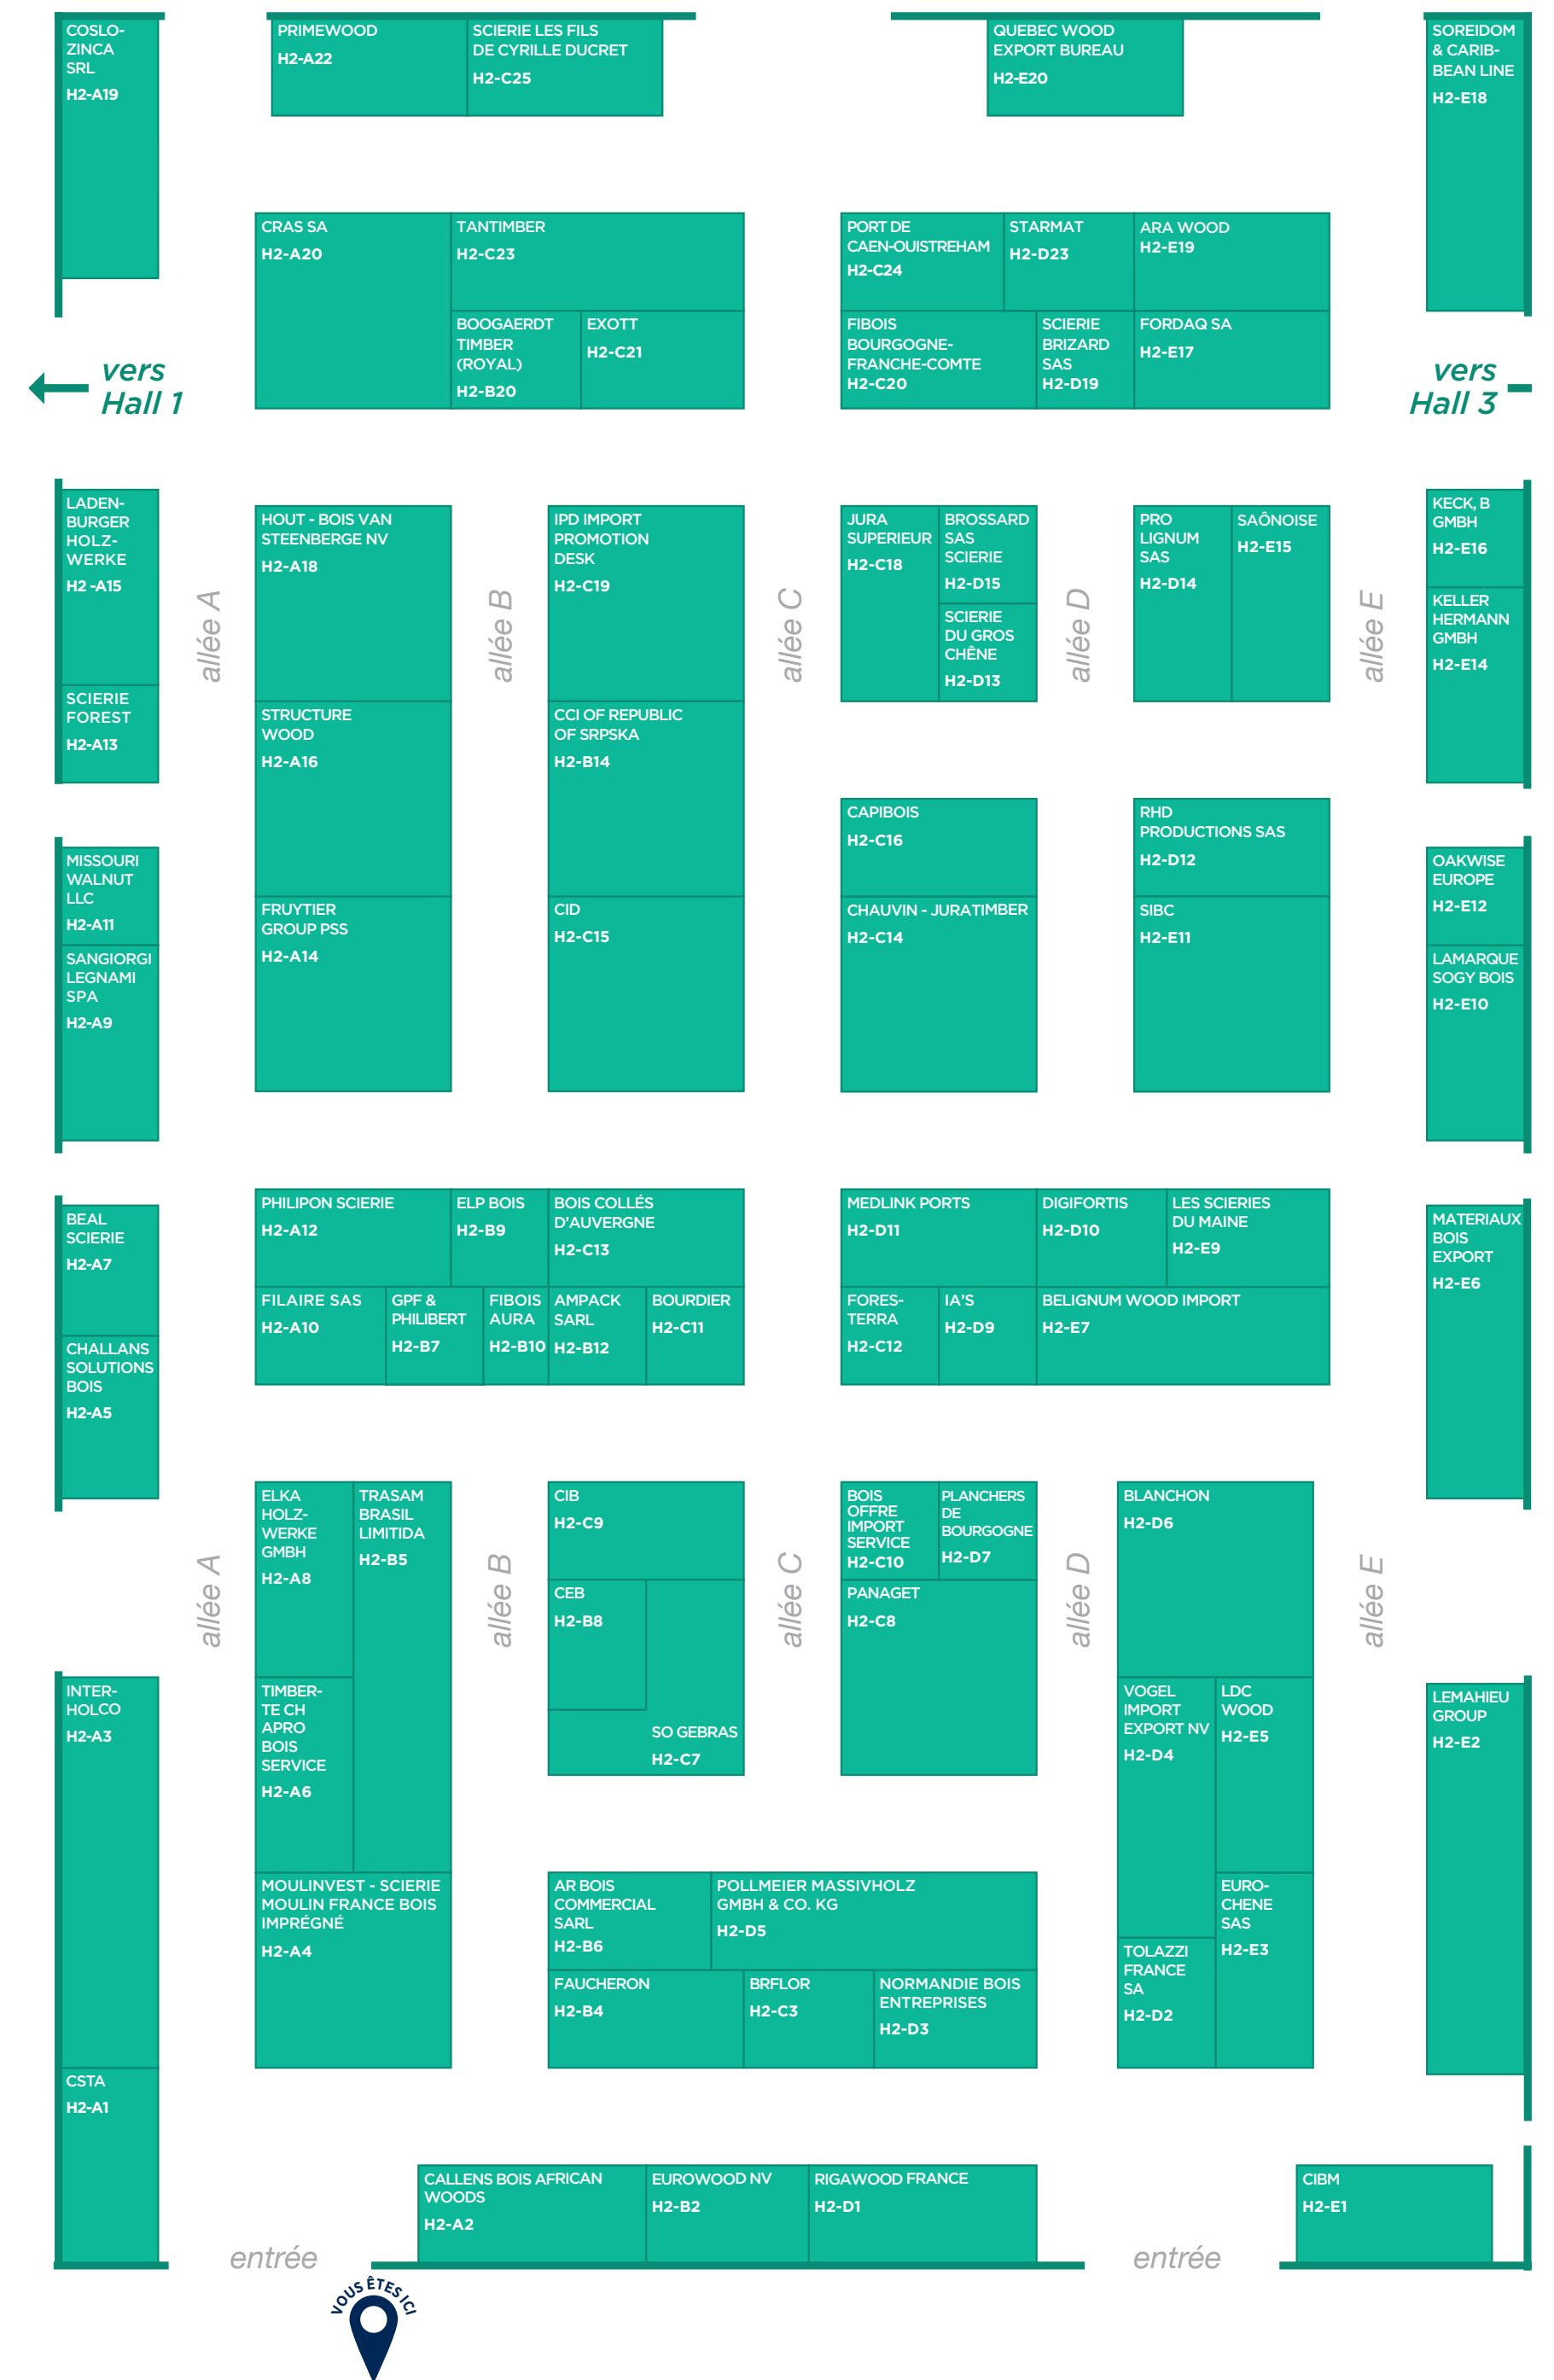 COSLO-
ZINCA
SRL
H2-A19
PRIMEWOOD
H2-A22
SCIERIE LES FILS
DE CYRILLE DUCRET
H2-C25
QUEBEC WOOD
EXPORT BUREAU
H2-E20
SOREIDOM
& CARIB-
BEAN LINE
H2-E18
CRAS SA
H2-A20
TANTIMBER
H2-C23
BOOGAERDT
TIMBER
(ROYAL)
H2-B20
EXOTT
H2-C21
PORT DE
CAEN-OUISTREHAM
H2-C24
STARMAT
H2-D23
ARA WOOD
H2-E19
FIBOIS
BOURGOGNE-
FRANCHE-COMTE
H2-C20
SCIERIE
BRIZARD
SAS
H2-D19
FORDAQ SA
H2-E17
vers
Hall 1
vers
Hall 3
LADEN-
BURGER
HOLZ-
WERKE
H2 -A15
SCIERIE
FOREST
H2-A13
allée A
HOUT - BOIS VAN
STEENBERGE NV
H2-A18
STRUCTURE
WOOD
H2-A16
FRUYTIER
GROUP PSS
H2-A14
allée B
IPD IMPORT
PROMOTION
DESK
H2-C19
CCI OF REPUBLIC
OF SRPSKA
H2-B14
CID
H2-C15
allée C
JURA
SUPERIEUR
H2-C18
BROSSARD
SAS
SCIERIE
H2-D15
SCIERIE
DU GROS
CHÊNE
H2-D13
allée D
PRO
LIGNUM
SAS
H2-D14
SAÔNOISE
H2-E15
allée E
KECK, B
GMBH
H2-E16
KELLER
HERMANN
GMBH
H2-E14
MISSOURI
WALNUT
LLC
H2-A11
SANGIORGI
LEGNAMI
SPA
H2-A9
CAPIBOIS
H2-C16
CHAUVIN - JURATIMBER
H2-C14
RHD
PRODUCTIONS SAS
H2-D12
SIBC
H2-E11
OAKWISE
EUROPE
H2-E12
LAMARQUE
SOGY BOIS
H2-E10
BEAL
SCIERIE
H2-A7
CHALLANS
SOLUTIONS
BOIS
H2-A5
PHILIPON SCIERIE
H2-A12
ELP BOIS
H2-B9
BOIS COLLÉS
D'AUVERGNE
H2-C13
FILAIRE SAS
H2-A10
GPF &
PHILIBERT
H2-B7
FIBOIS
AURA
H2-B10
AMPACK
SARL
H2-B12
BOURDIER
H2-C11
MEDLINK PORTS
H2-D11
DIGIFORTIS
H2-D10
LES SCIERIES
DU MAINE
H2-E9
FORES-
TERRA
H2-C12
IA'S
H2-D9
BELIGNUM WOOD IMPORT
H2-E7
MATERIAUX
BOIS
EXPORT
H2-E6
allée A
ELKA
HOLZ-
WERKE
GMBH
H2-A8
TRASAM
BRASIL
LIMITIDA
H2-B5
TIMBER-
TE CH
APRO
BOIS
SERVICE
H2-A6
MOULINVEST - SCIERIE
MOULIN FRANCE BOIS
IMPRÉGNÉ
H2-A4
allée B
CIB
H2-C9
CEB
H2-B8
SO GEBRAS
H2-C7
allée C
BOIS
OFFRE
IMPORT
SERVICE
H2-C10
PLANCHERS
DE
BOURGOGNE
H2-D7
PANAGET
H2-C8
allée D
BLANCHON
H2-D6
VOGEL
IMPORT
EXPORT NV
H2-D4
LDC
WOOD
H2-E5
TOLAZZI
FRANCE
SA
H2-D2
EURO-
CHENE
SAS
H2-E3
allée E
INTER-
HOLCO
H2-A3
CSTA
H2-A1
LEMAHIEU
GROUP
H2-E2
AR BOIS
COMMERCIAL
SARL
H2-B6
POLLMEIER MASSIVHOLZ
GMBH & CO. KG
H2-D5
FAUCHERON
H2-B4
BRFLOR
H2-C3
NORMANDIE BOIS
ENTREPRISES
H2-D3
CALLENS BOIS AFRICAN
WOODS
H2-A2
EUROWOOD NV
H2-B2
RIGAWOOD FRANCE
H2-D1
CIBM
H2-E1
entrée
entrée
VOUS ÊTES ICI